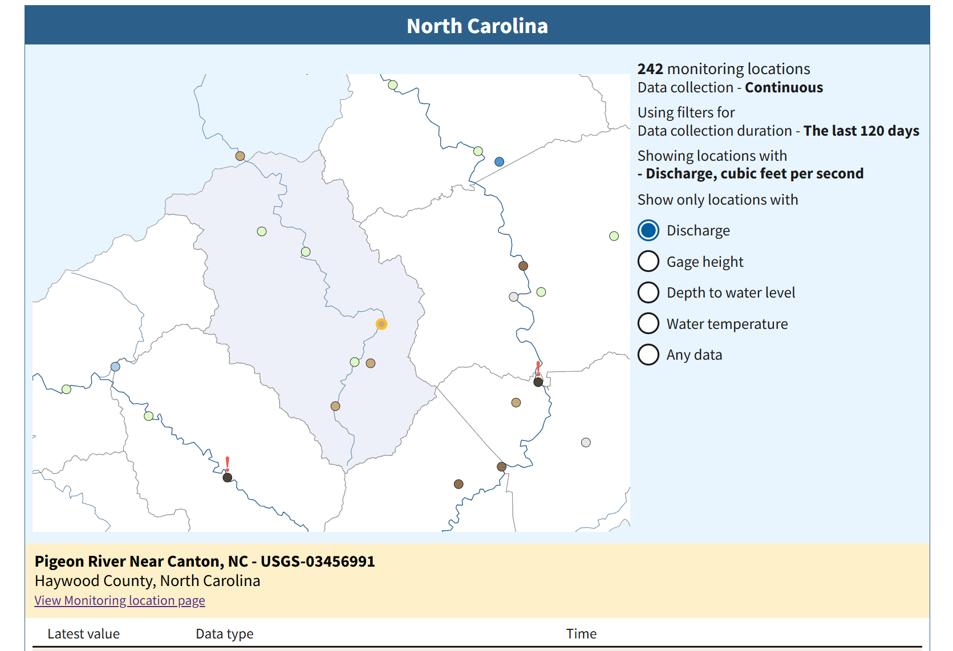 North Carolina
242 monitoring locations
Data collection - Continuous
Using filters for
Data collection duration - The last 120 days
Showing locations with
- Discharge, cubic feet per second
Show only locations with
Discharge
Gage height
Depth to water level
Water temperature
Any data
Pigeon River Near Canton, NC - USGS-03456991
Haywood County, North Carolina
View Monitoring location page
Latest value Data type Time